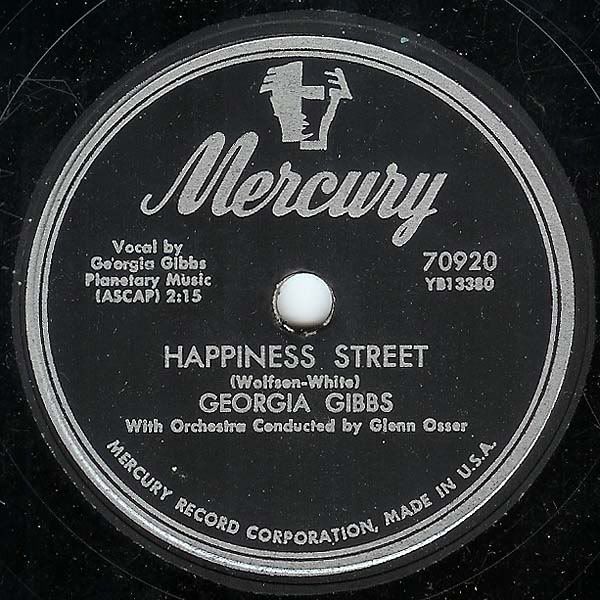 Mercury
Vocal by
Georgia Gibbs
Planetary Music
(ASCAP) 2:15
70920
YB13380
HAPPINESS STREET
(Wolfson-White)
GEORGIA GIBBS
With Orchestra Conducted by Glenn Osser
MERCURY RECORD CORPORATION, MADE IN U.S.A.